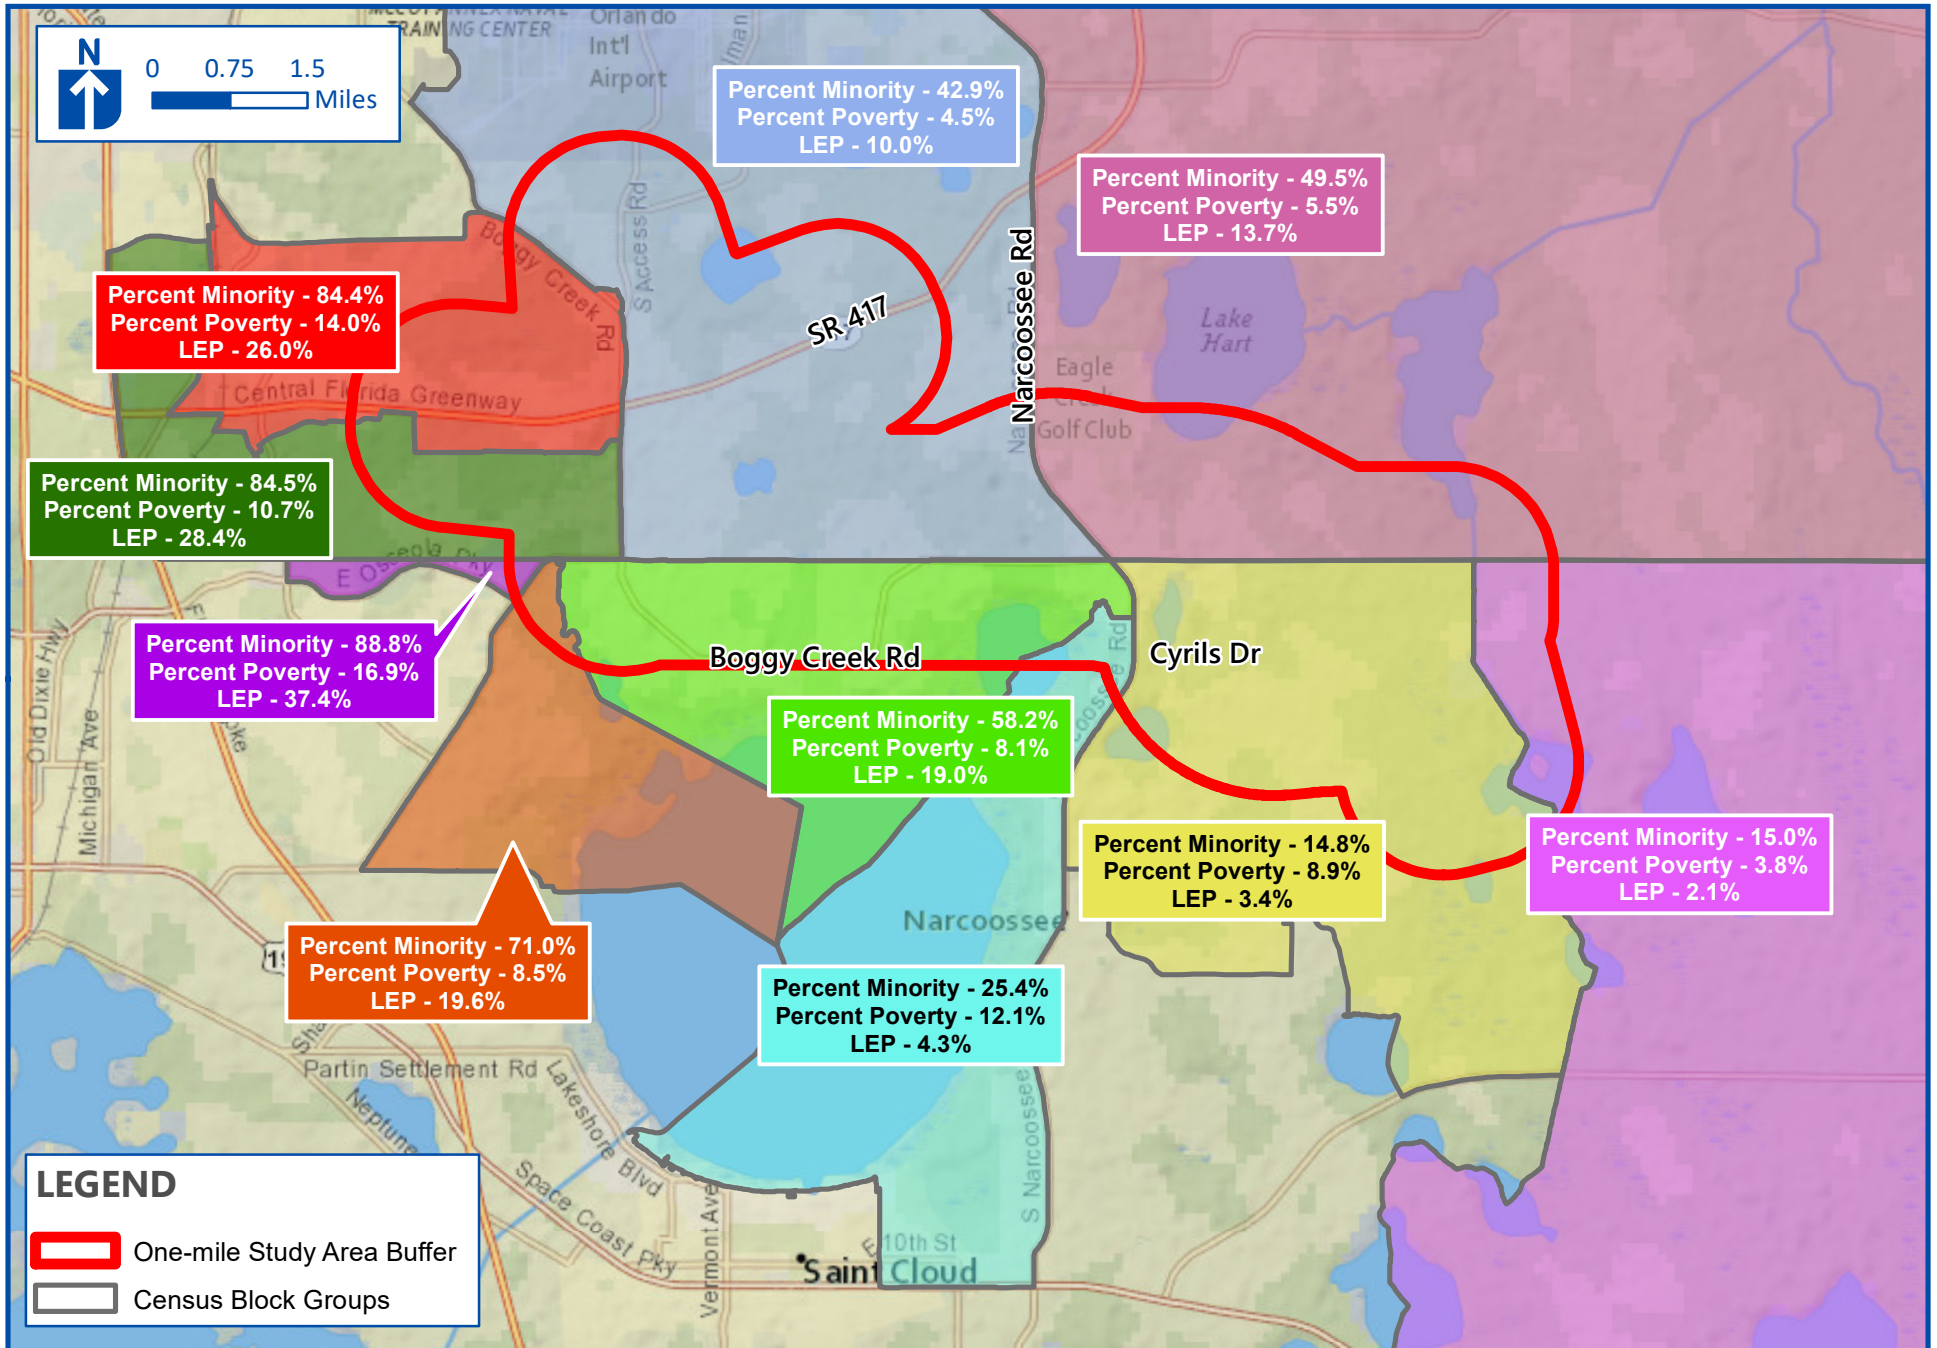 TRAINING CENTER
Orlando
Int'l
Airport
N
0 0.75 1.5
Miles
Percent Minority - 42.9%
Percent Poverty - 4.5%
LEP - 10.0%
Percent Minority - 49.5%
Percent Poverty - 5.5%
LEP - 13.7%
S Access Rd
Boggy Creek Rd
Narcoossee Rd
Percent Minority - 84.4%
Percent Poverty - 14.0%
LEP - 26.0%
SR 417
Lake
Hart
Eagle
Creek
Golf Club
Central Florida Greenway
Percent Minority - 84.5%
Percent Poverty - 10.7%
LEP - 28.4%
E Osceola Pky
Percent Minority - 88.8%
Percent Poverty - 16.9%
LEP - 37.4%
Old Dixie Hwy
Michigan Ave
Boggy Creek Rd
Cyrils Dr
Percent Minority - 58.2%
Percent Poverty - 8.1%
LEP - 19.0%
Percent Minority - 14.8%
Percent Poverty - 8.9%
LEP - 3.4%
Percent Minority - 15.0%
Percent Poverty - 3.8%
LEP - 2.1%
Narcoossee
Percent Minority - 71.0%
Percent Poverty - 8.5%
LEP - 19.6%
Percent Minority - 25.4%
Percent Poverty - 12.1%
LEP - 4.3%
Partin Settlement Rd
Neptune
Lakeshore Blvd
Space Coast Pky
Vermont Ave
S Narcoossee
E 10th St
Saint Cloud
LEGEND
One-mile Study Area Buffer
Census Block Groups